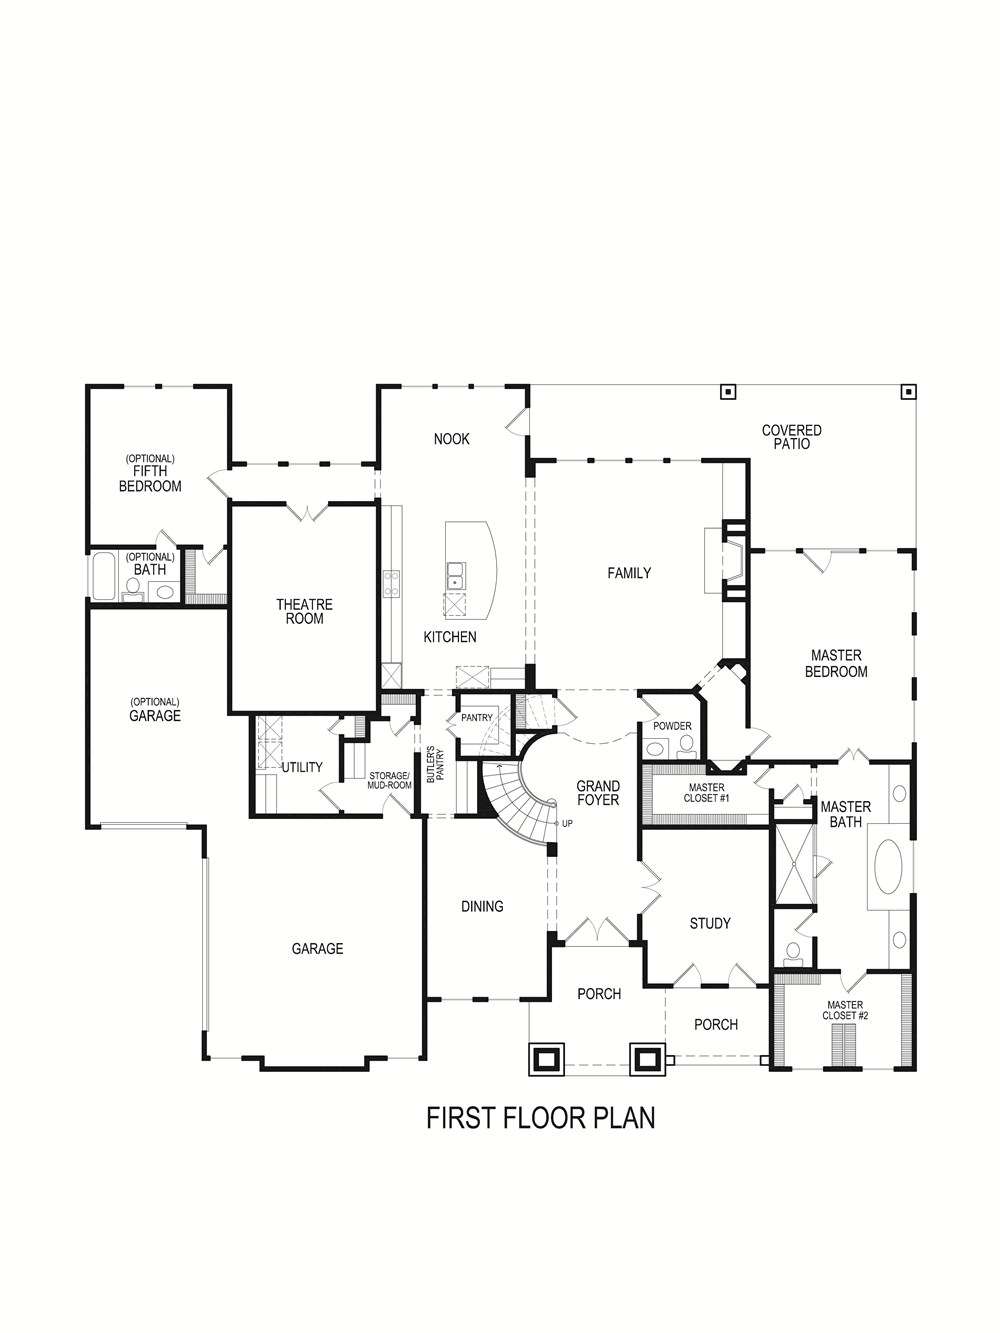 COVERED
PATIO
NOOK
(OPTIONAL)
FIFTH
BEDROOM
(OPTIONAL)
BATH
FAMILY
THEATRE
ROOM
KITCHEN
MASTER
BEDROOM
(OPTIONAL)
GARAGE
PANTRY
POWDER
UTILITY
STORAGE/
MUD-ROOM
BUTLER'S
PANTRY
GRAND
FOYER
MASTER
CLOSET #1
MASTER
BATH
UP
DINING
STUDY
GARAGE
PORCH
PORCH
MASTER
CLOSET #2
FIRST FLOOR PLAN